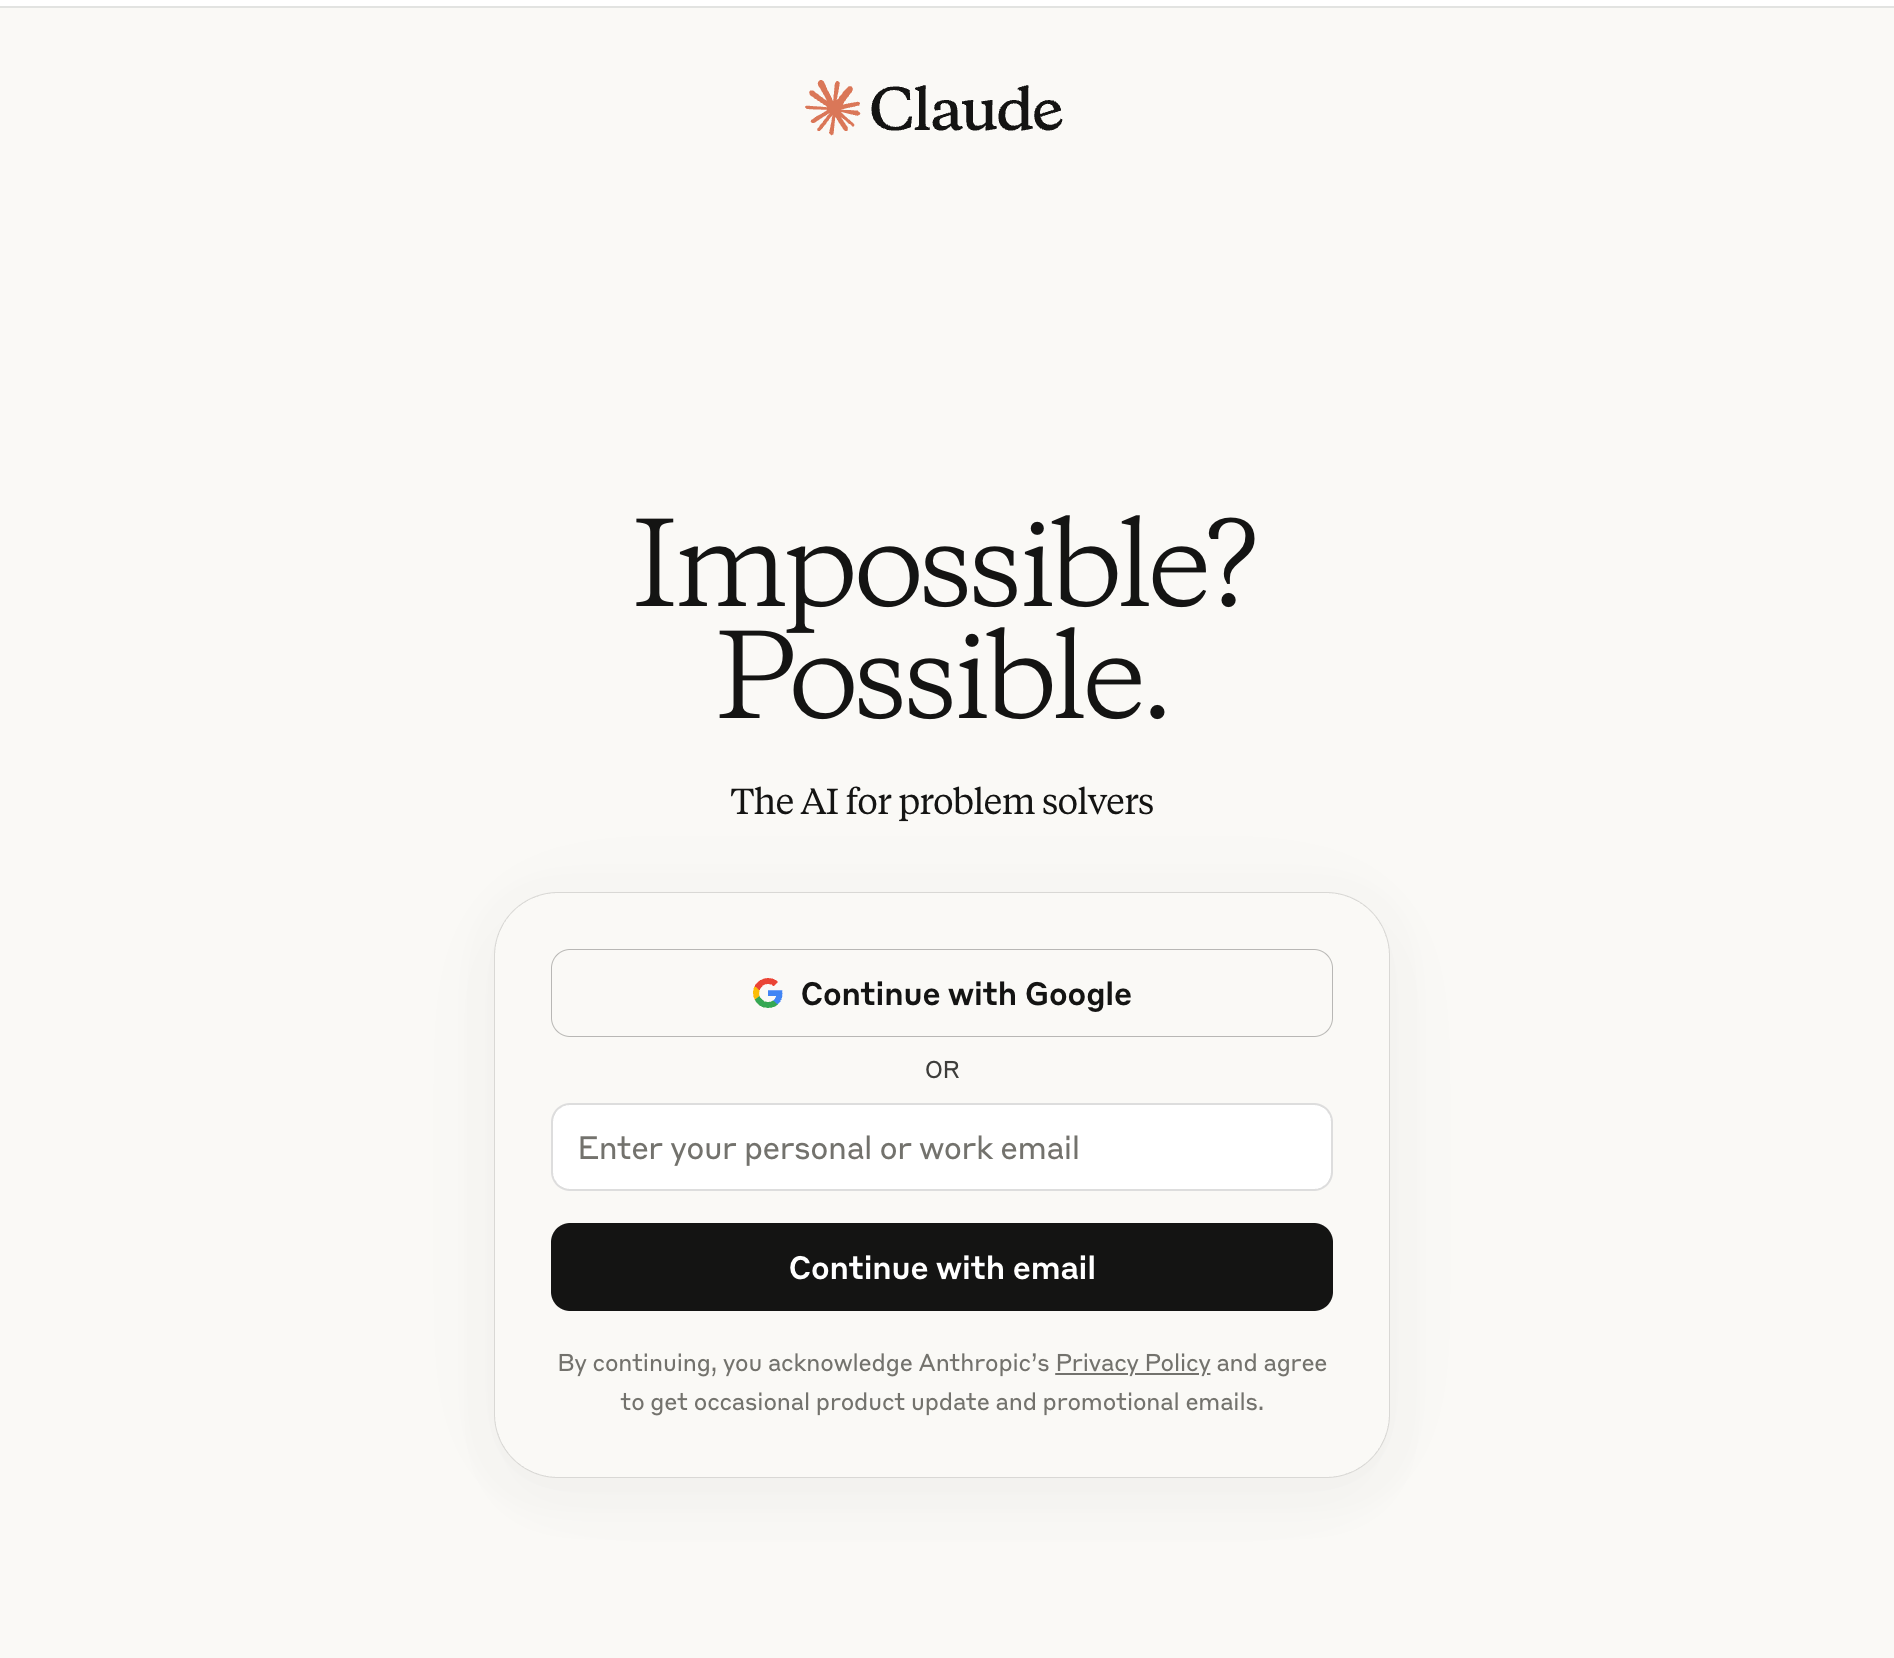 Claude
Impossible?
Possible.
The AI for problem solvers
Continue with Google
OR
Enter your personal or work email
Continue with email
By continuing, you acknowledge Anthropic’s Privacy Policy and agree
to get occasional product update and promotional emails.